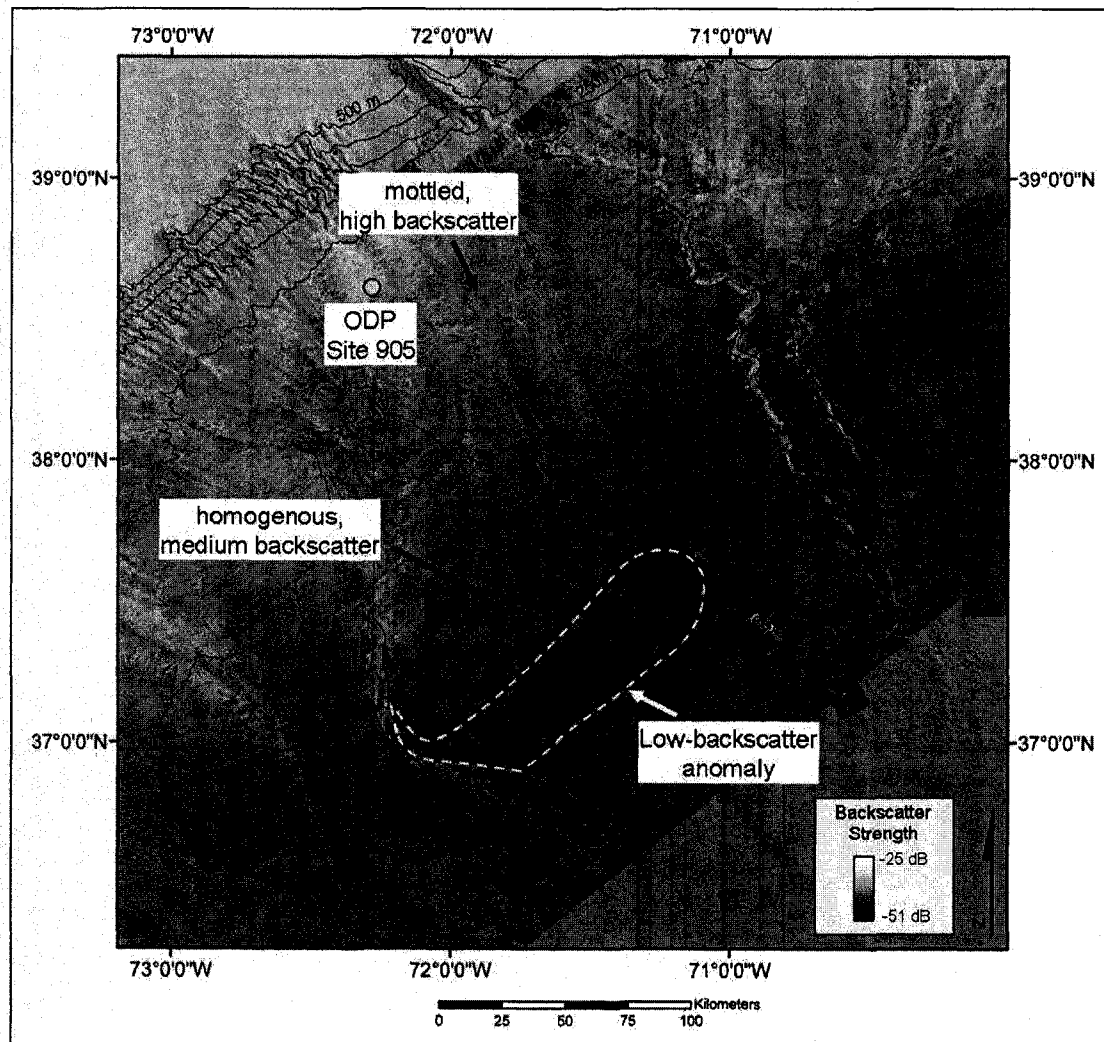 73°0'0"W
72°0'0"W
71°0'0"W
500 m
39°0'0"N
39°0'0"N
mottled,
high backscatter
ODP
Site 905
38°0'0"N
38°0'0"N
homogenous,
medium backscatter
37°0'0"N
37°0'0"N
Low-backscatter
anomaly
Backscatter
Strength
-25 dB
-51 dB
73°0'0"W
72°0'0"W
71°0'0"W
Kilometers
0 25 50 75 100